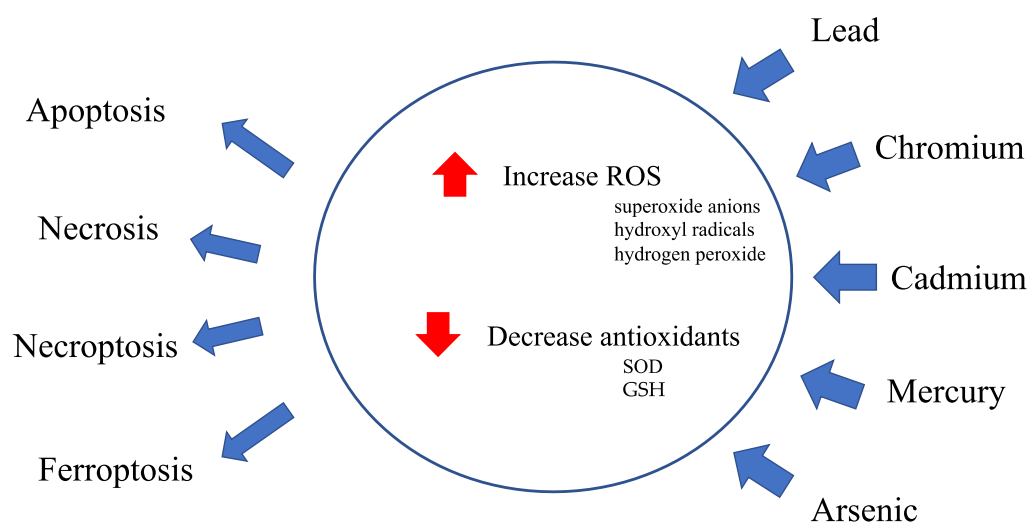 Lead
Apoptosis
Chromium
Increase ROS
superoxide anions
hydroxyl radicals
hydrogen peroxide
Necrosis
Cadmium
Necroptosis
Decrease antioxidants
SOD
GSH
Mercury
Ferroptosis
Arsenic